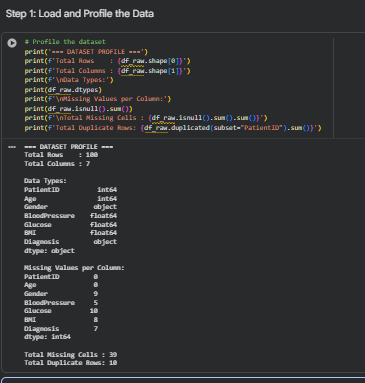 Step 1: Load and Profile the Data
# Profile the dataset
print('=== DATASET PROFILE ===')
print(f'Total Rows    : {df_raw.shape[0]}')
print(f'Total Columns : {df_raw.shape[1]}')
print(f'\nData Types:')
print(df_raw.dtypes)
print(f'\nMissing Values per Column:')
print(df_raw.isnull().sum())
print(f'\nTotal Missing Cells : {df_raw.isnull().sum().sum()}')
print(f'Total Duplicate Rows: {df_raw.duplicated(subset="PatientID").sum()}')
=== DATASET PROFILE ===
Total Rows    : 100
Total Columns : 7
Data Types:
PatientID          int64
Age                int64
Gender            object
BloodPressure    float64
Glucose          float64
BMI              float64
Diagnosis         object
dtype: object
Missing Values per Column:
PatientID         0
Age               0
Gender            9
BloodPressure     5
Glucose          10
BMI               8
Diagnosis         7
dtype: int64
Total Missing Cells : 39
Total Duplicate Rows: 10